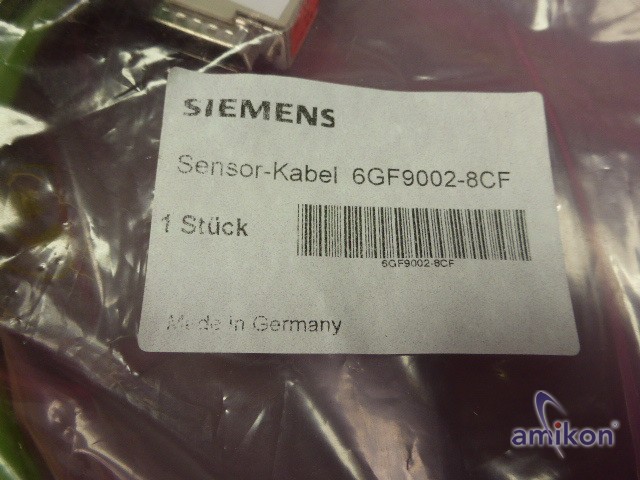 SIEMENS
Sensor-Kabel 6GF9002-8CF
1 Stück
6GF9002-8CF
Made in Germany
amikon